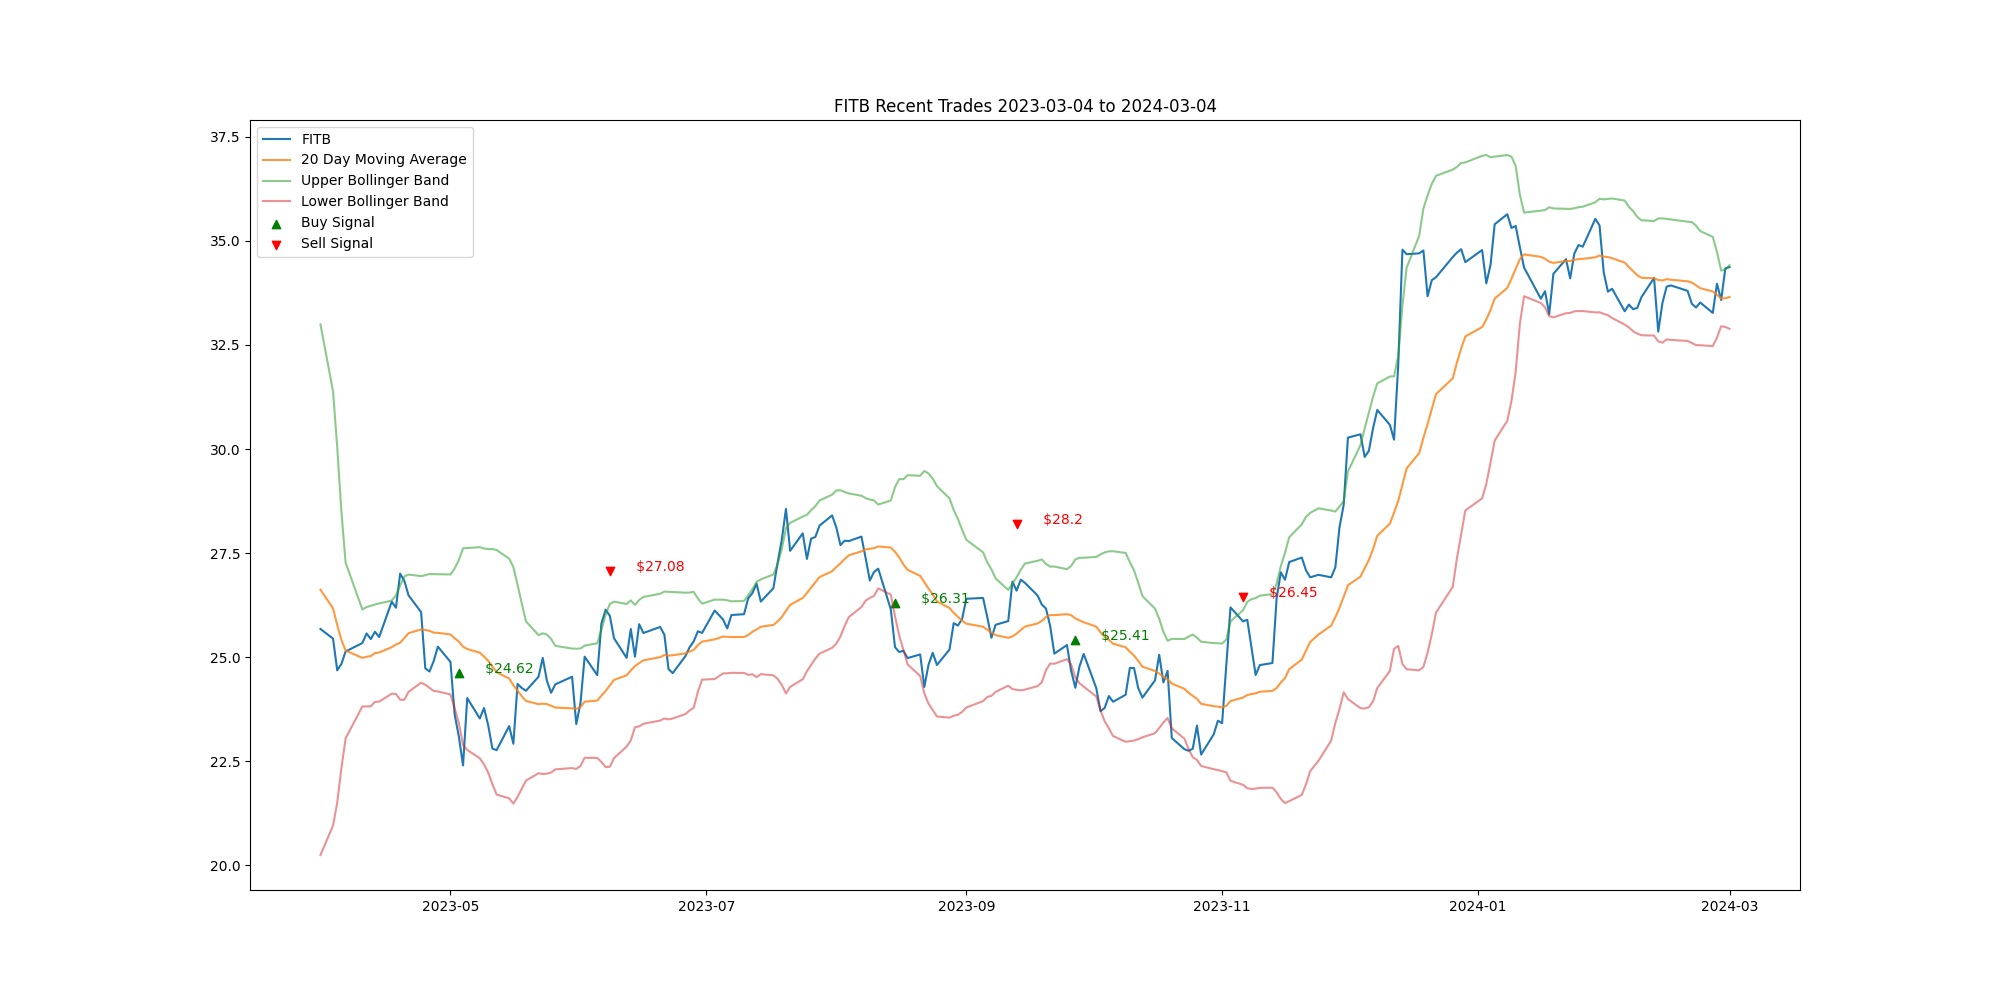 FITB Recent Trades 2023-03-04 to 2024-03-04
37.5
35.0
32.5
30.0
27.5
25.0
22.5
20.0
FITB
20 Day Moving Average
Upper Bollinger Band
Lower Bollinger Band
Buy Signal
Sell Signal
$28.2
$27.08
$26.31
$26.45
$25.41
$24.62
2023-05
2023-07
2023-09
2023-11
2024-01
2024-03